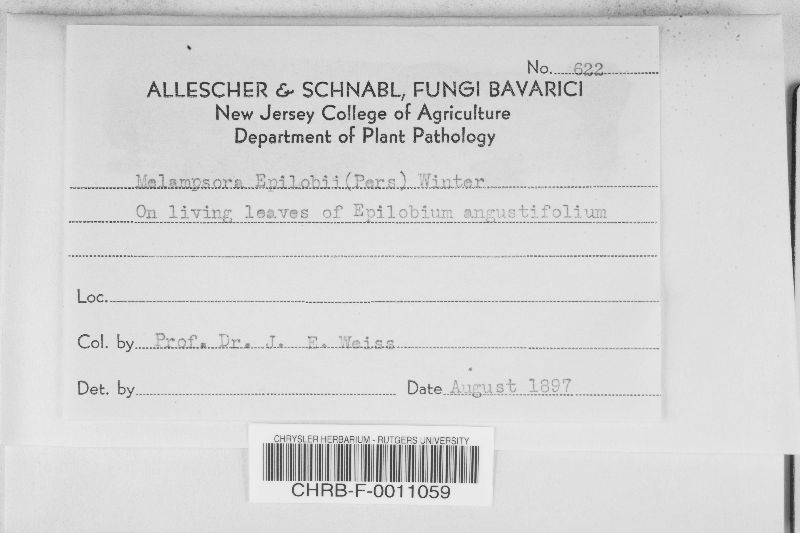 No. 622
ALLESCHER & SCHNABL, FUNGI BAVARICI
New Jersey College of Agriculture
Department of Plant Pathology
Melampsora Epilobii(Pers) Winter
On living leaves of Epilobium angustifolium
Loc.
Col. by Prof. Dr. J. E. Weiss
Det. by Date August 1897
CHRYSLER HERBARIUM - RUTGERS UNIVERSITY
CHRB-F-0011059